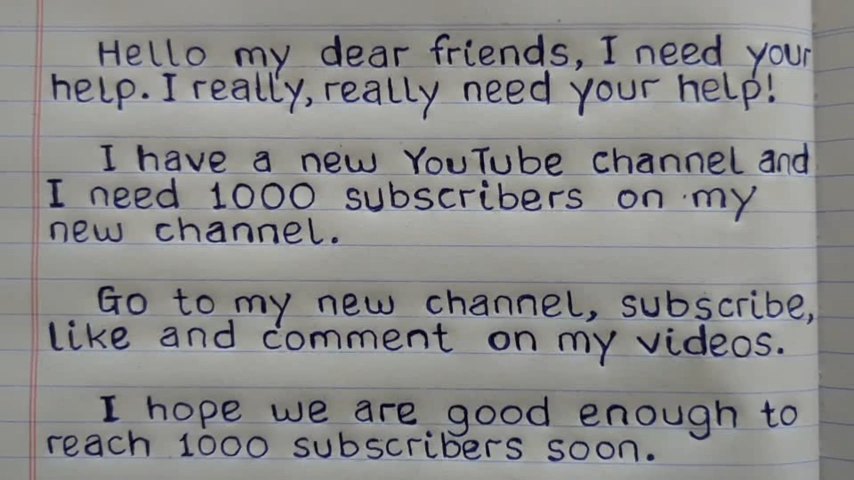 Hello my dear friends, I need your
help. I really, really need your help!
I have a new YouTube channel and
I need 1000 subscribers on my
new channel.
Go to my new channel, subscribe,
like and comment on my videos.
I hope we are good enough to
reach 1000 subscribers soon.